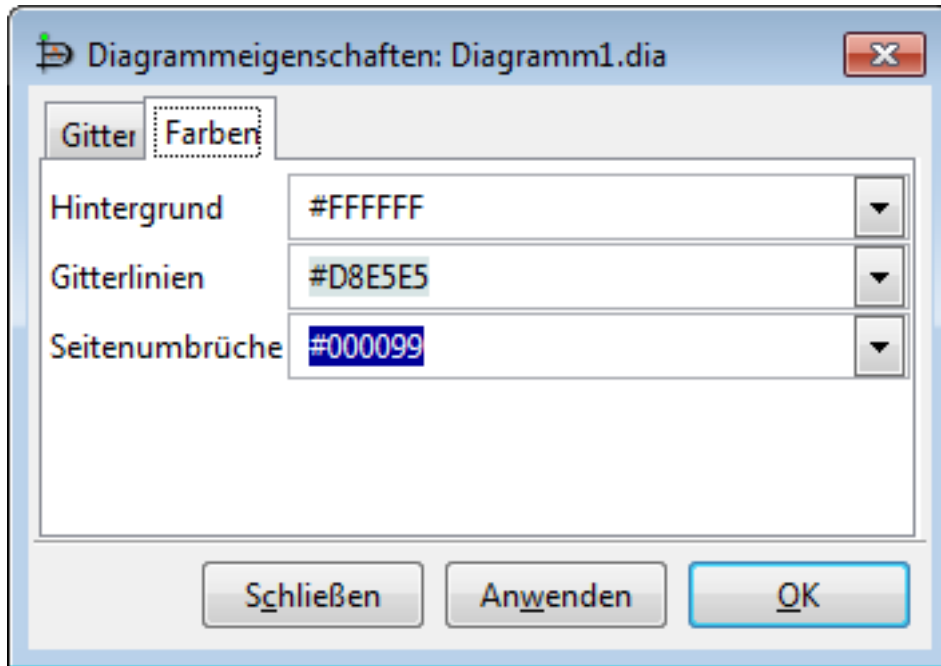 Diagrammeigenschaften: Diagramm1.dia
Gitter Farben
Hintergrund #FFFFFF
Gitterlinien #D8E5E5
Seitenumbrüche #000099
Schließen Anwenden OK